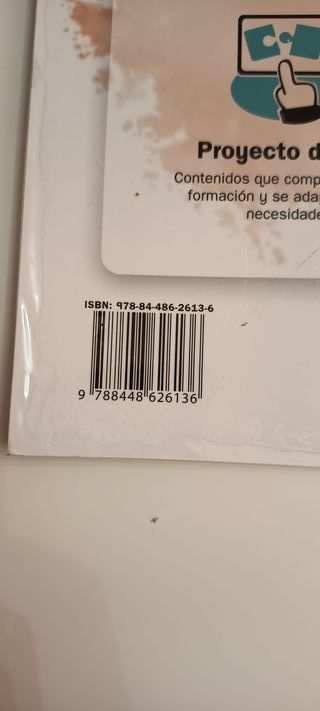 Proyecto d
Contenidos que comp
formación y se ada
necesidade
ISBN: 978-84-486-2613-6
9 788448 626136